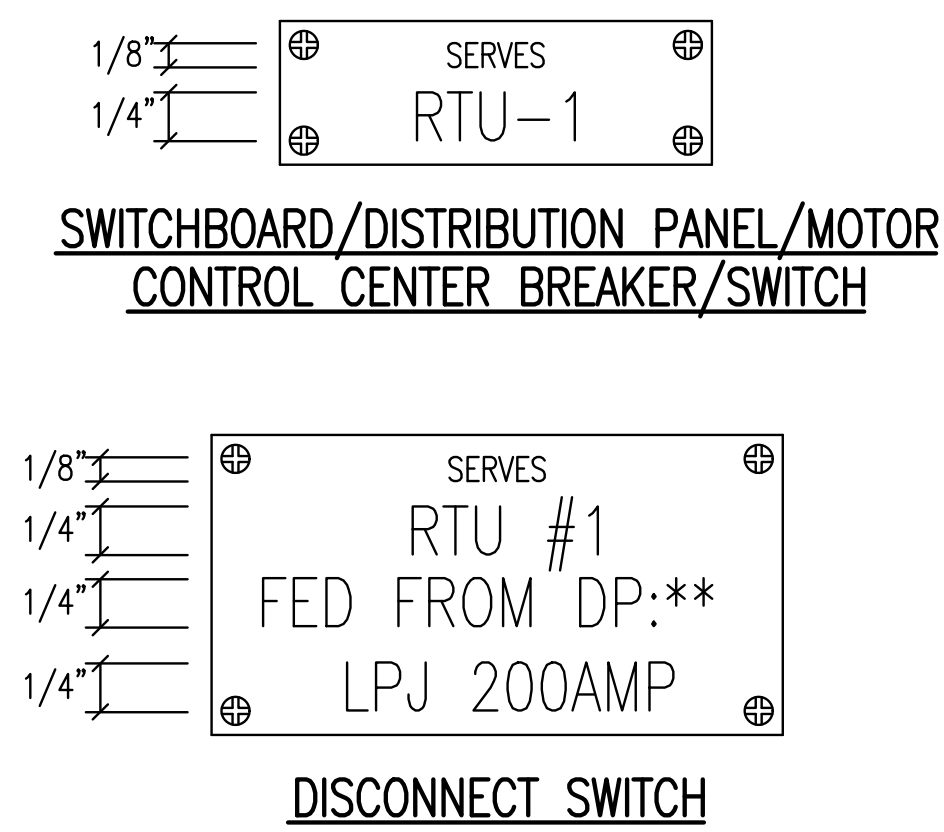 1/8" SERVES
1/4" RTU-1
SWITCHBOARD/DISTRIBUTION PANEL/MOTOR
CONTROL CENTER BREAKER/SWITCH
1/8" SERVES
1/4" RTU #1
1/4" FED FROM DP:**
1/4" LPJ 200AMP
DISCONNECT SWITCH